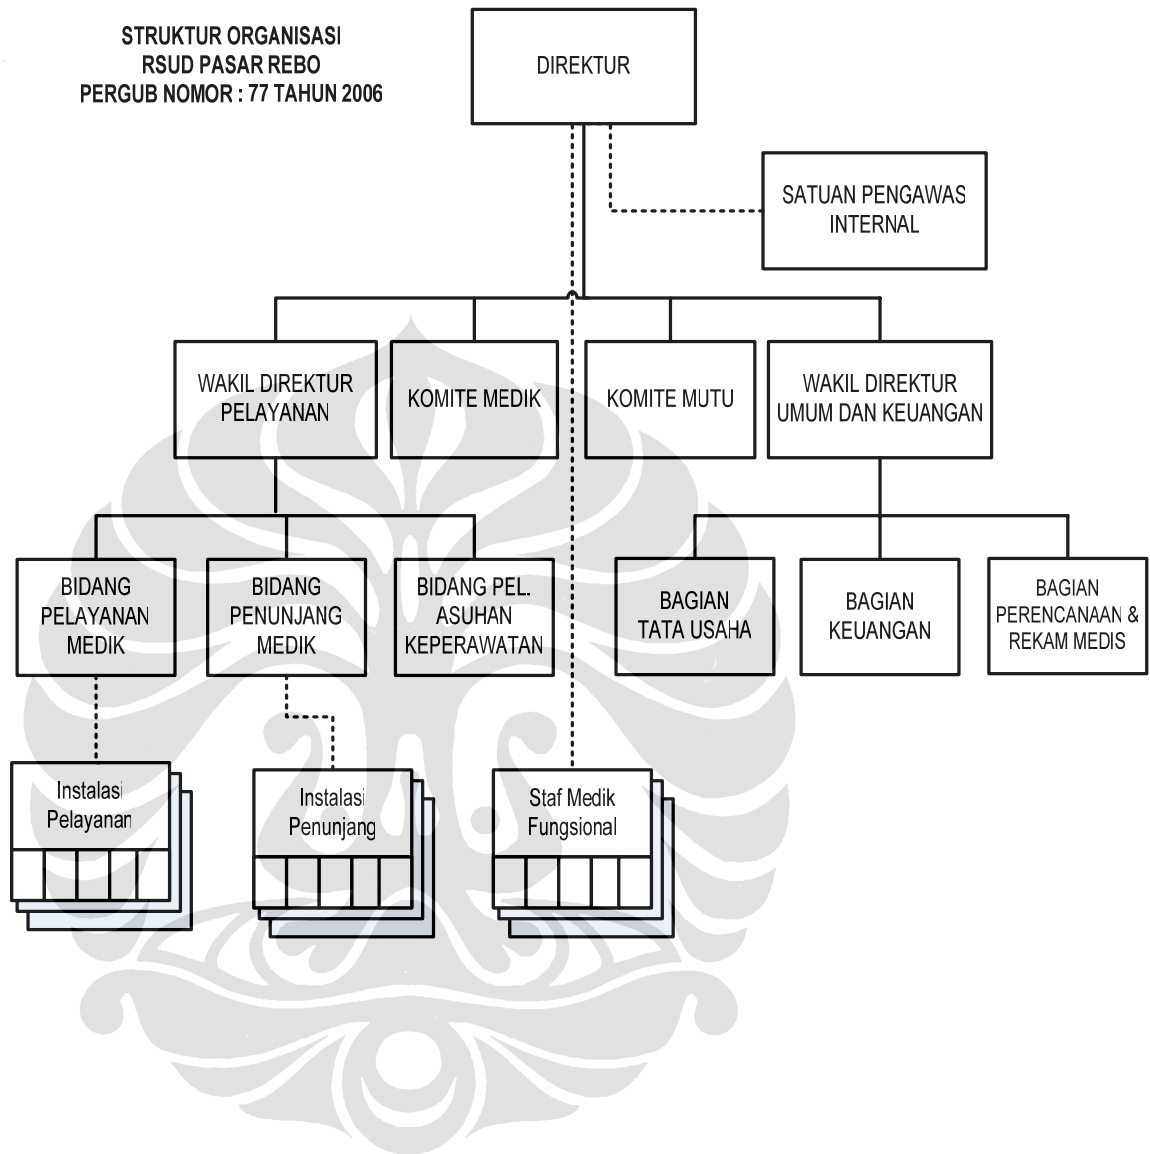 STRUKTUR ORGANISASI
RSUD PASAR REBO
PERGUB NOMOR : 77 TAHUN 2006
DIREKTUR
SATUAN PENGAWAS
INTERNAL
WAKIL DIREKTUR
PELAYANAN
KOMITE MEDIK
KOMITE MUTU
WAKIL DIREKTUR
UMUM DAN KEUANGAN
BIDANG
PELAYANAN
MEDIK
BIDANG
PENUNJANG
MEDIK
BIDANG PEL.
ASUHAN
KEPERAWATAN
BAGIAN
TATA USAHA
BAGIAN
KEUANGAN
BAGIAN
PERENCANAAN &
REKAM MEDIS
Instalasi
Pelayanan
Instalasi
Penunjang
Staf Medik
Fungsional